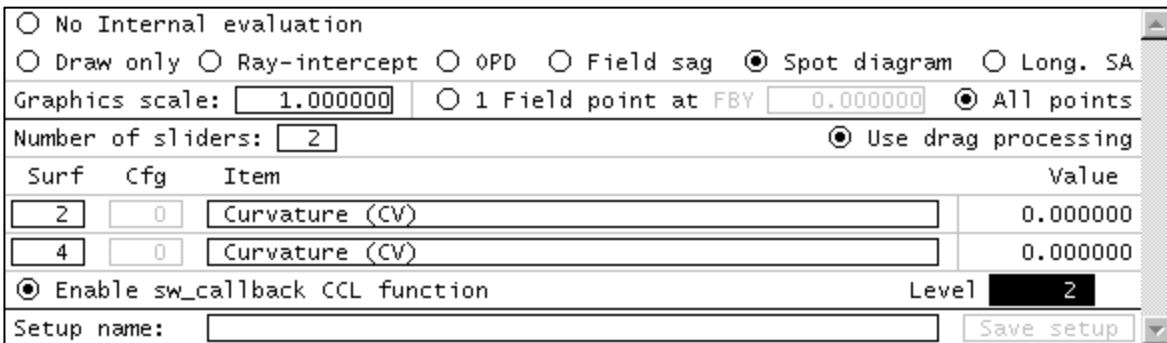 No Internal evaluation
Draw only Ray-intercept OPD Field sag Spot diagram Long. SA
Graphics scale: 1.000000 1 Field point at FBY 0.000000 All points
Number of sliders: 2 Use drag processing
Surf Cfg Item Value
2 0 Curvature (CV) 0.000000
4 0 Curvature (CV) 0.000000
Enable sw_callback CCL function Level 2
Setup name: Save setup